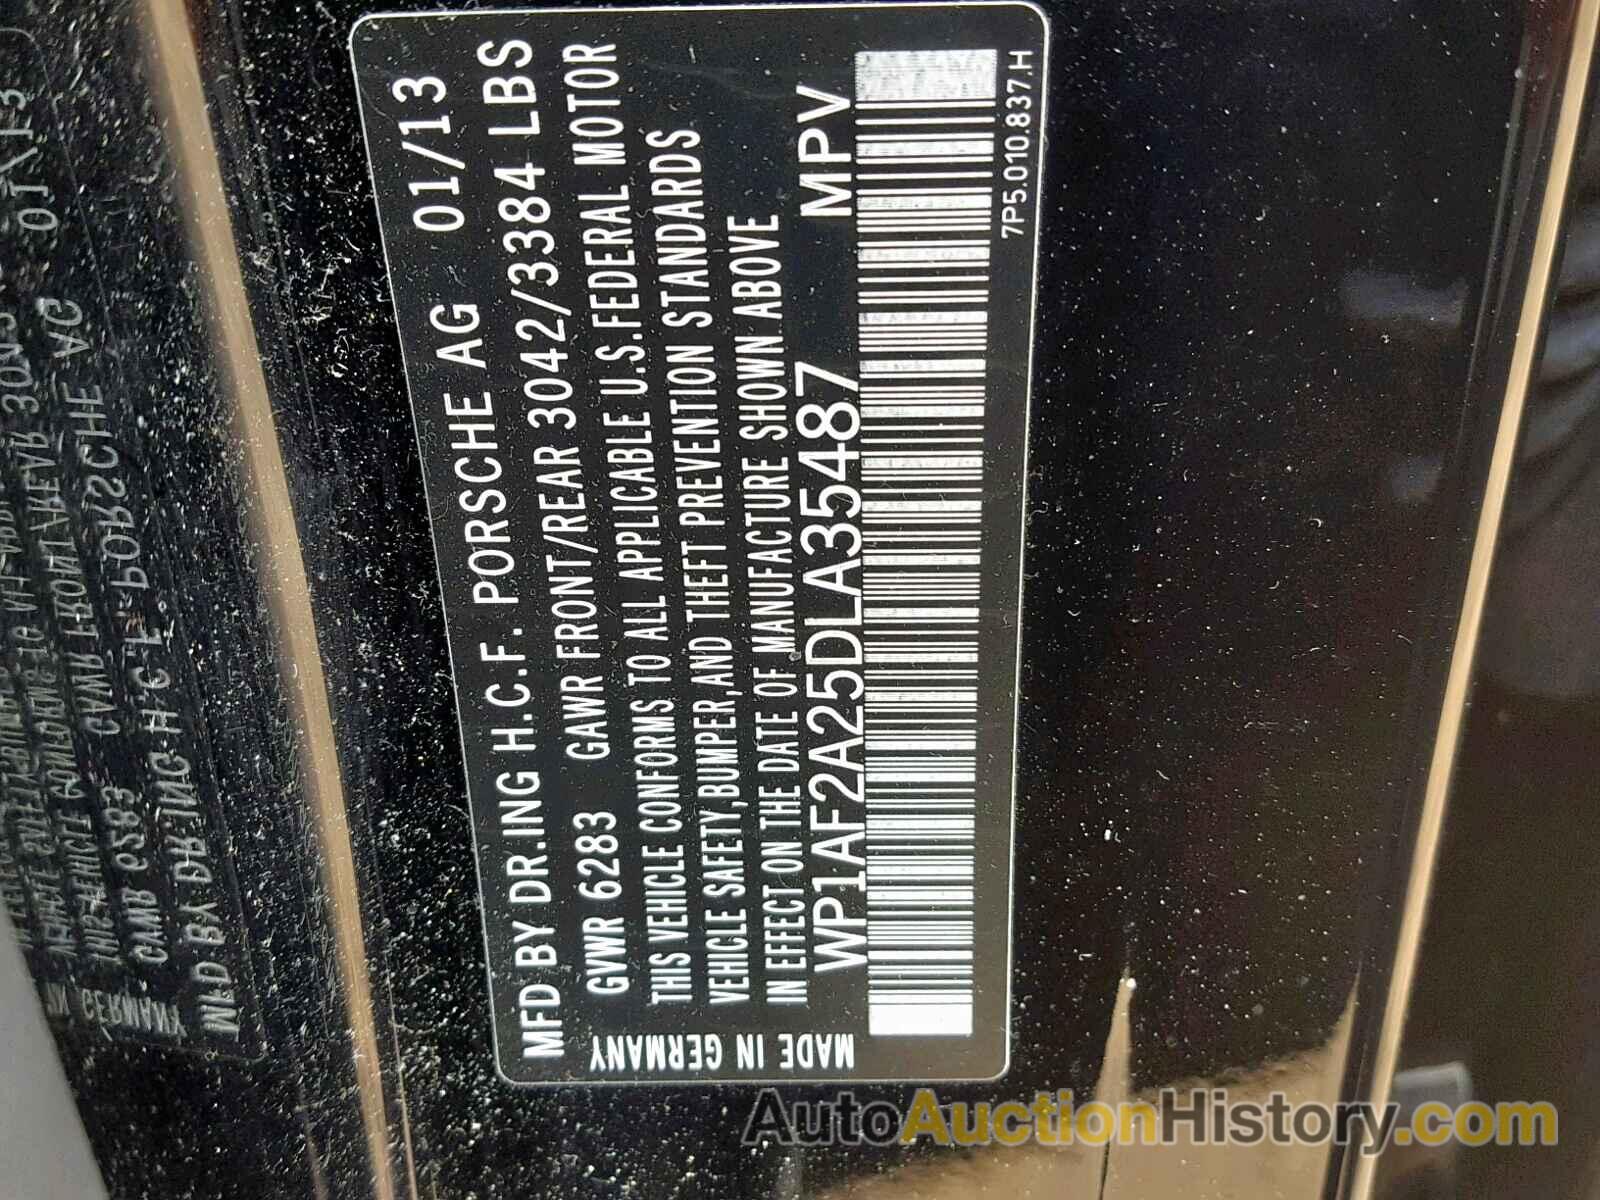 MFD BY DR.ING H.C.F. PORSCHE AG 01/13
GVWR 6283 GAWR FRONT/REAR 3042/3384 LBS
THIS VEHICLE CONFORMS TO ALL APPLICABLE U.S.FEDERAL MOTOR
VEHICLE SAFETY,BUMPER,AND THEFT PREVENTION STANDARDS
IN EFFECT ON THE DATE OF MANUFACTURE SHOWN ABOVE
WP1AF2A25DLA35487 MPV
7P5.010.837.H
MADE IN GERMANY
AutoAuctionHistory.com